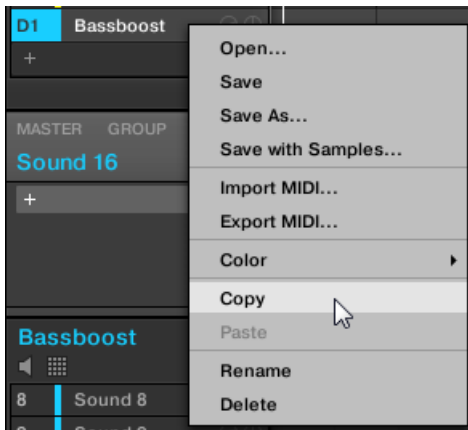 D1 Bassboost
+
MASTER GROUP
Sound 16
+
Bassboost
8 Sound 8
Open...
Save
Save As...
Save with Samples...
Import MIDI...
Export MIDI...
Color
Copy
Paste
Rename
Delete